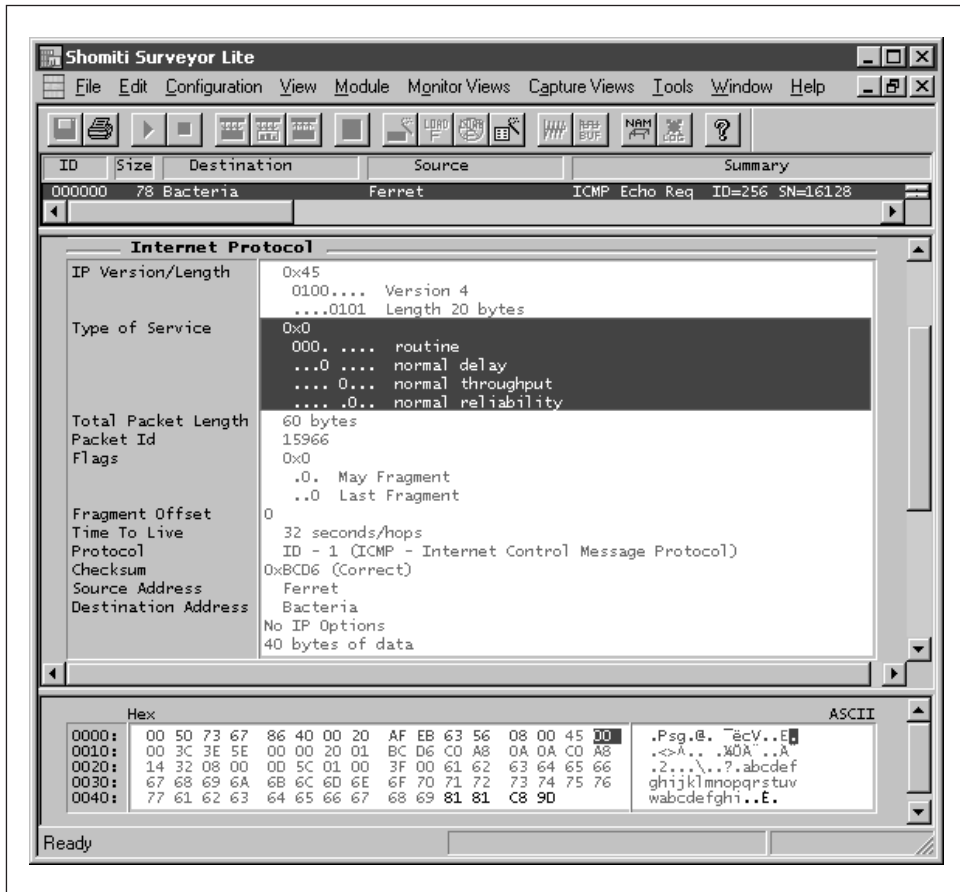 Shomiti Surveyor Lite
File Edit Configuration View Module Monitor Views Capture Views Tools Window Help
NAM
ID Size Destination Source Summary
000000 78 Bacteria Ferret ICMP Echo Req ID=256 SN=16128
Internet Protocol
IP Version/Length 0x45
0100.... Version 4
....0101 Length 20 bytes
Type of Service 0x0
000. .... routine
...0 .... normal delay
.... 0... normal throughput
.... .0.. normal reliability
Total Packet Length 60 bytes
Packet Id 15966
Flags 0x0
.0. May Fragment
..0 Last Fragment
Fragment Offset 0
Time To Live 32 seconds/hops
Protocol ID - 1 (ICMP - Internet Control Message Protocol)
Checksum 0xBCD6 (Correct)
Source Address Ferret
Destination Address Bacteria
No IP Options
40 bytes of data
Hex ASCII
0000: 00 50 73 67 86 40 00 20 AF EB 63 56 08 00 45 00 .Psg.@. ¯ëcV..E.
0010: 00 3C 3E 5E 00 00 20 01 BC D6 C0 A8 0A 0A C0 A8
0020: 14 32 08 00 0D 5C 01 00 3F 00 61 62 63 64 65 66 .2...\..?.abcdef
0030: 67 68 69 6A 6B 6C 6D 6E 6F 70 71 72 73 74 75 76 ghijklmnopqrstuv
0040: 77 61 62 63 64 65 66 67 68 69 81 81 C8 9D wabcdefghi..È.
Ready